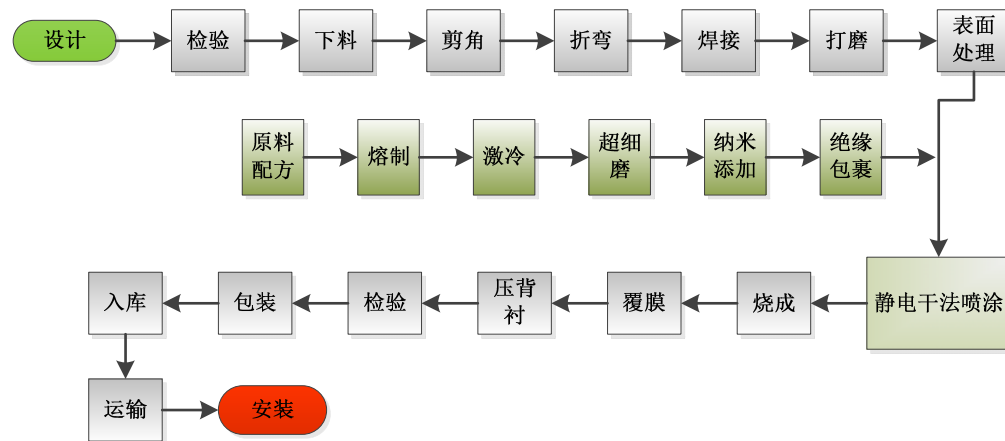 设计
检验
下料
剪角
折弯
焊接
打磨
表面
处理
原料
配方
熔制
激冷
超细
磨
纳米
添加
绝缘
包裹
静电干法喷涂
烧成
覆膜
压背
衬
检验
包装
入库
运输
安装